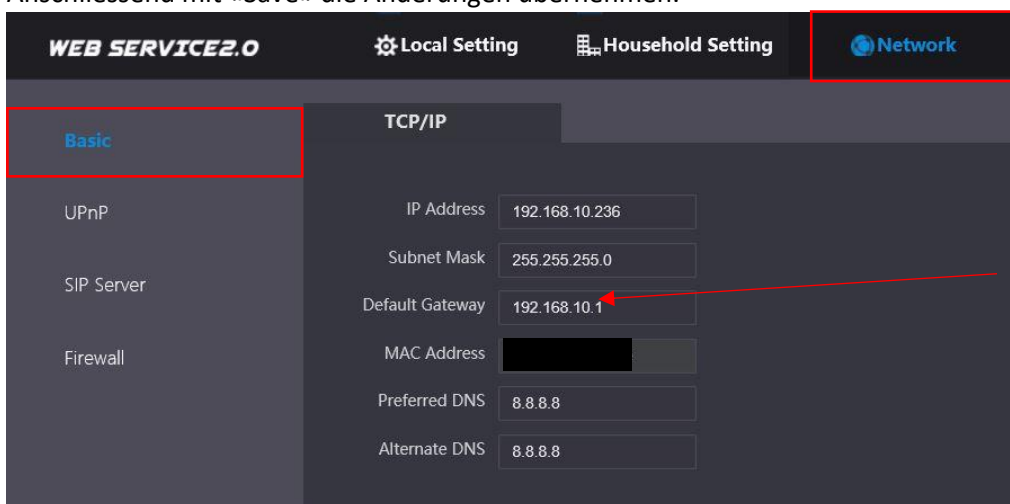 Anschliessend mit «Save» die Änderungen übernehmen.
WEB SERVICE2.0 Local Setting Household Setting Network
Basic
TCP/IP
UPnP
SIP Server
Firewall
IP Address 192.168.10.236
Subnet Mask 255.255.255.0
Default Gateway 192.168.10.1
MAC Address
Preferred DNS 8.8.8.8
Alternate DNS 8.8.8.8